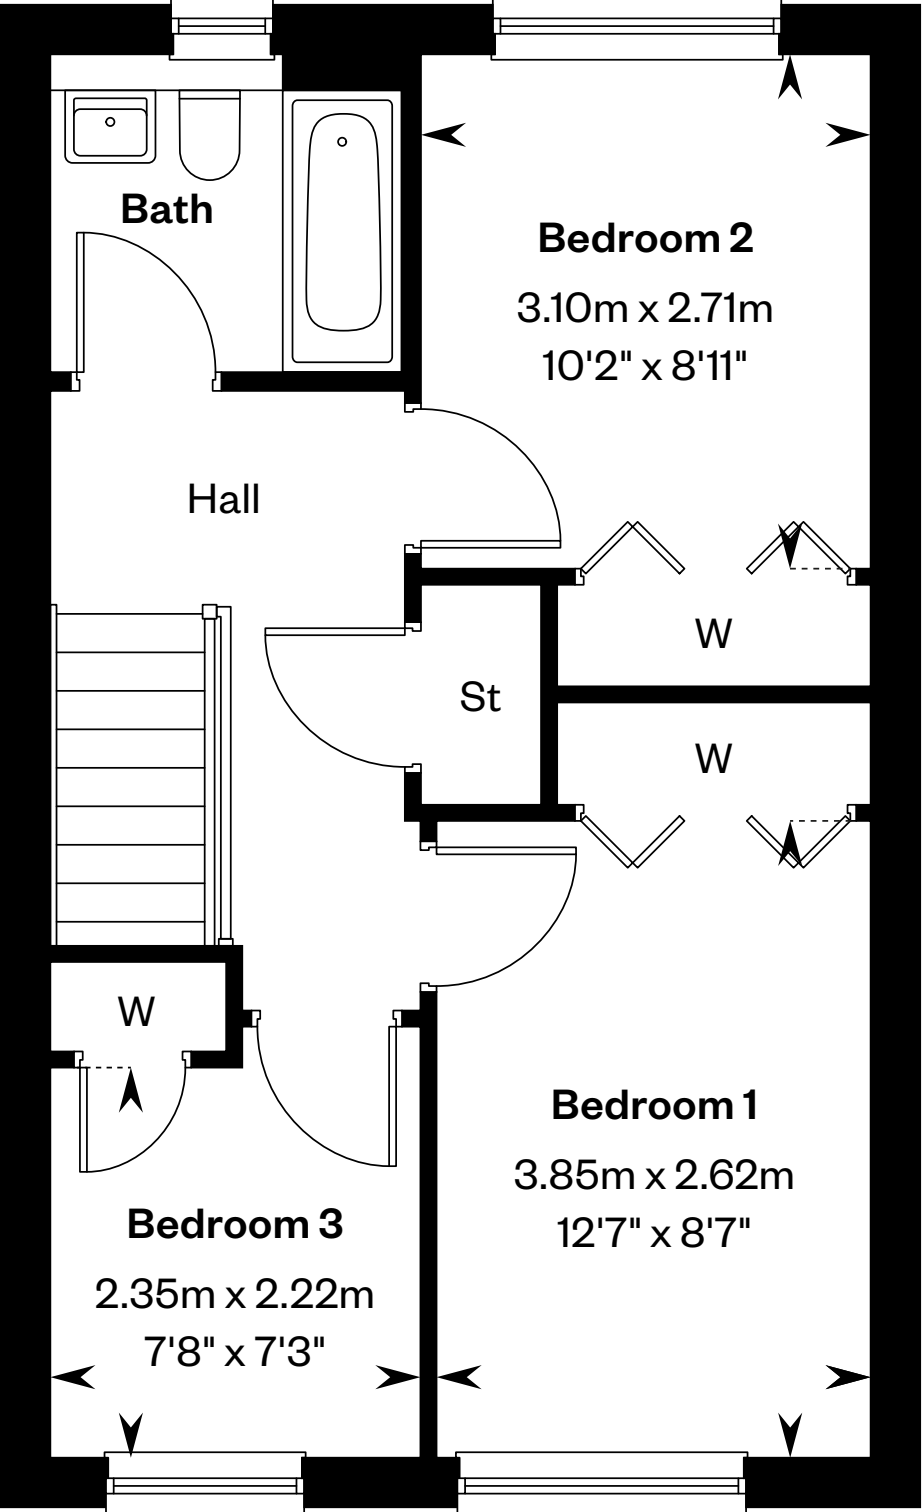 Bath
Bedroom 2
3.10m x 2.71m
10'2" x 8'11"
Hall
W
St
W
W
Bedroom 1
3.85m x 2.62m
12'7" x 8'7"
Bedroom 3
2.35m x 2.22m
7'8" x 7'3"